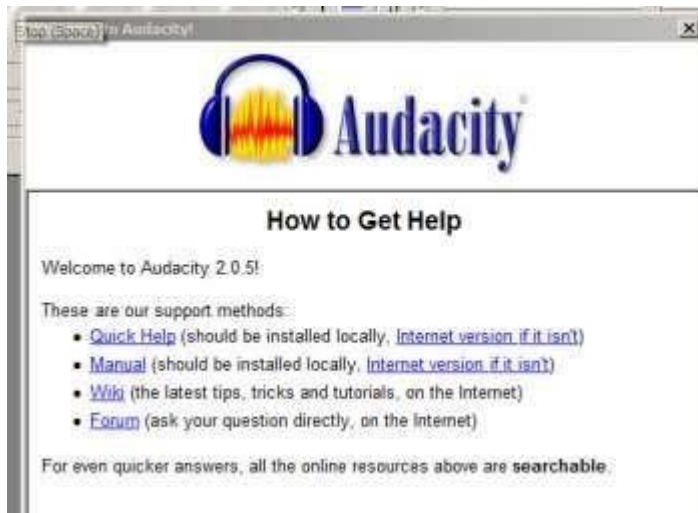 Stop (Space)
to Audacity!
Audacity
How to Get Help
Welcome to Audacity 2.0.5!
These are our support methods:
Quick Help (should be installed locally, Internet version if it isn't)
Manual (should be installed locally, Internet version if it isn't)
Wiki (the latest tips, tricks and tutorials, on the Internet)
Forum (ask your question directly, on the Internet)
For even quicker answers, all the online resources above are searchable.